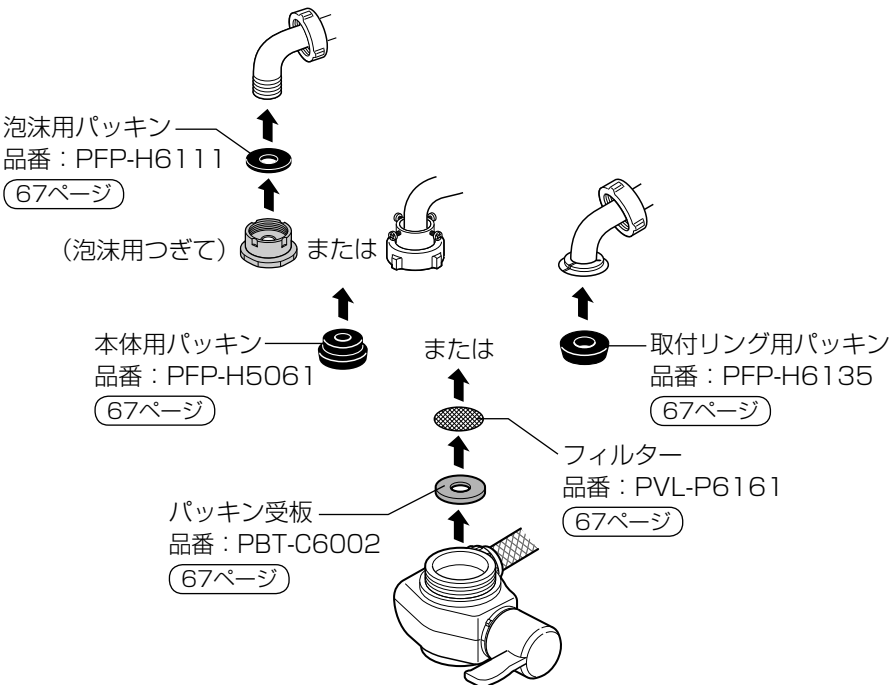 泡沫用パッキン
品番：PFP-H6111
67ページ
（泡沫用つぎて）
または
本体用パッキン
品番：PFP-H5061
67ページ
または
取付リング用パッキン
品番：PFP-H6135
67ページ
フィルター
品番：PVL-P6161
67ページ
パッキン受板
品番：PBT-C6002
67ページ